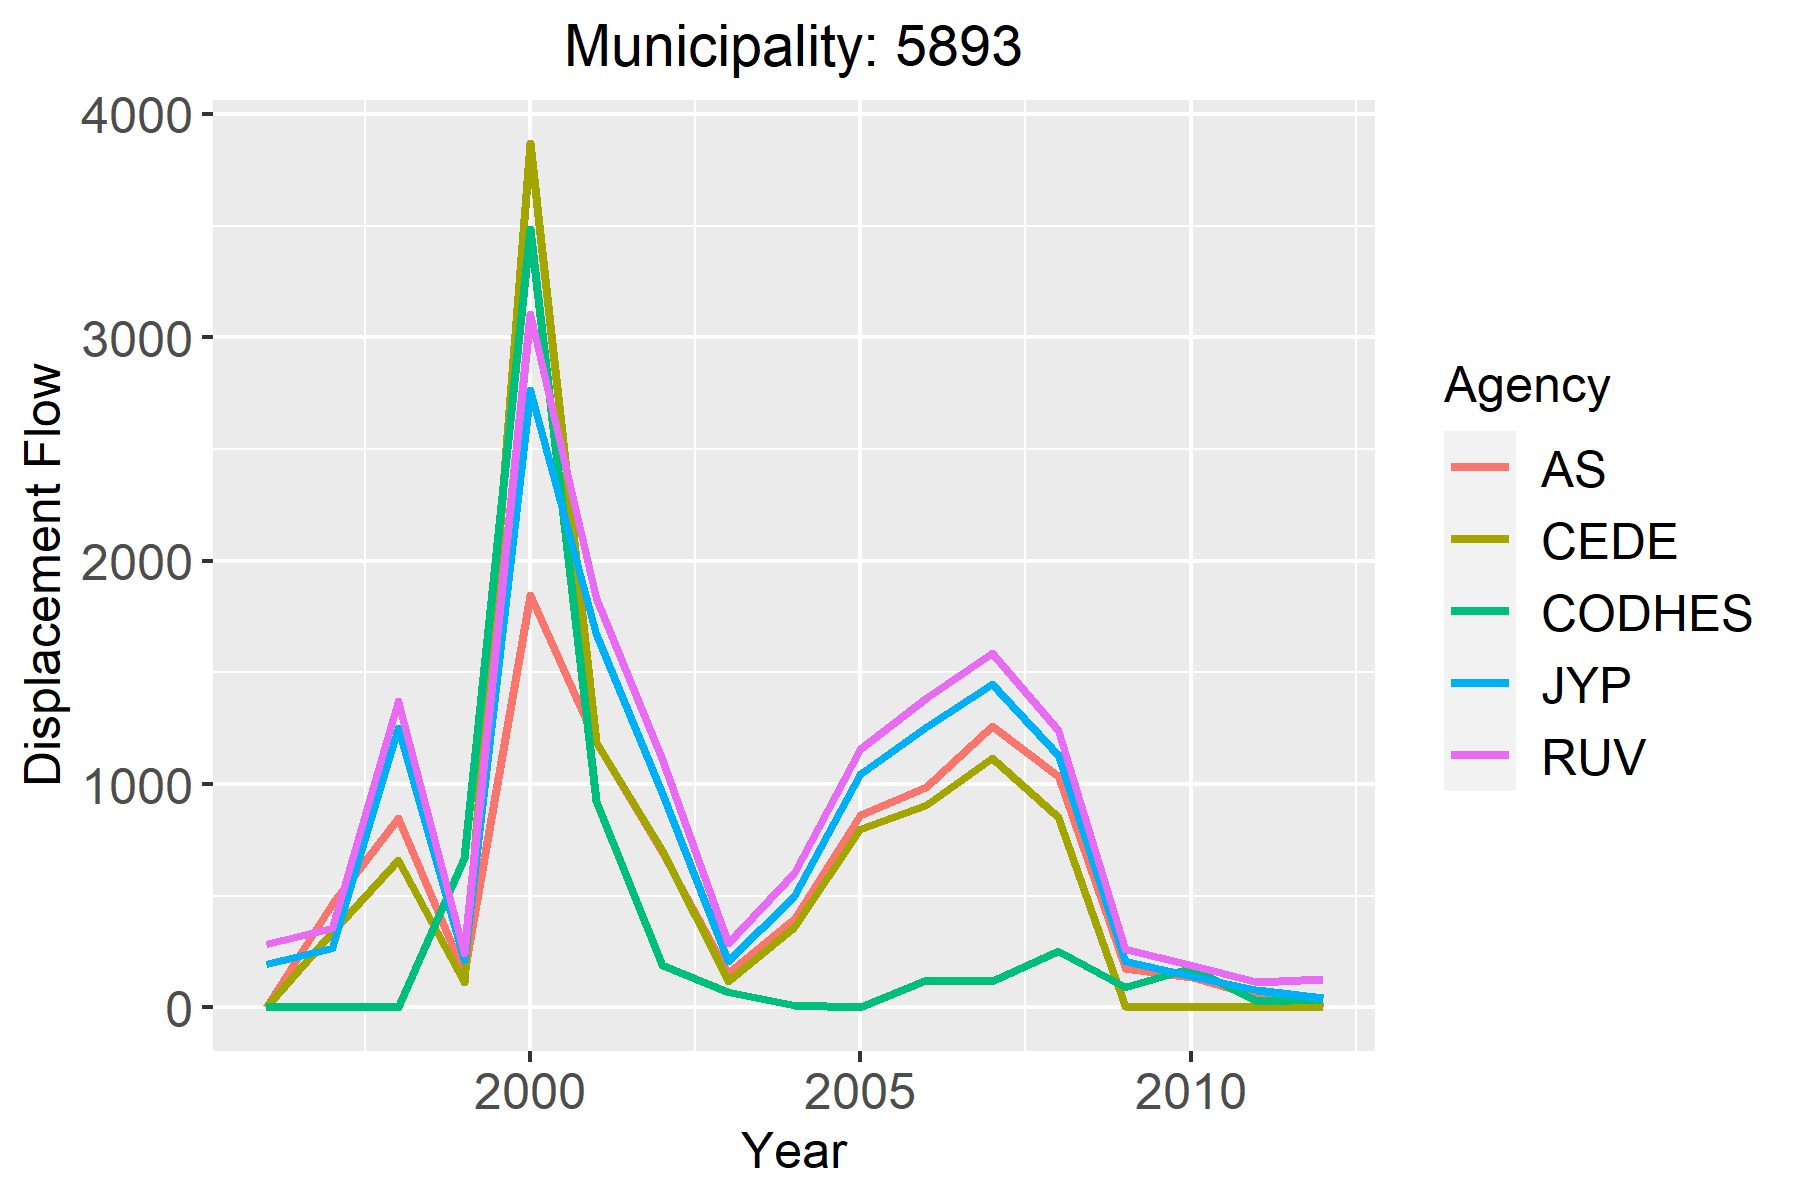 Municipality: 5893
4000
3000
2000
1000
0
Displacement Flow
2000 2005 2010
Year
Agency
AS
CEDE
CODHES
JYP
RUV